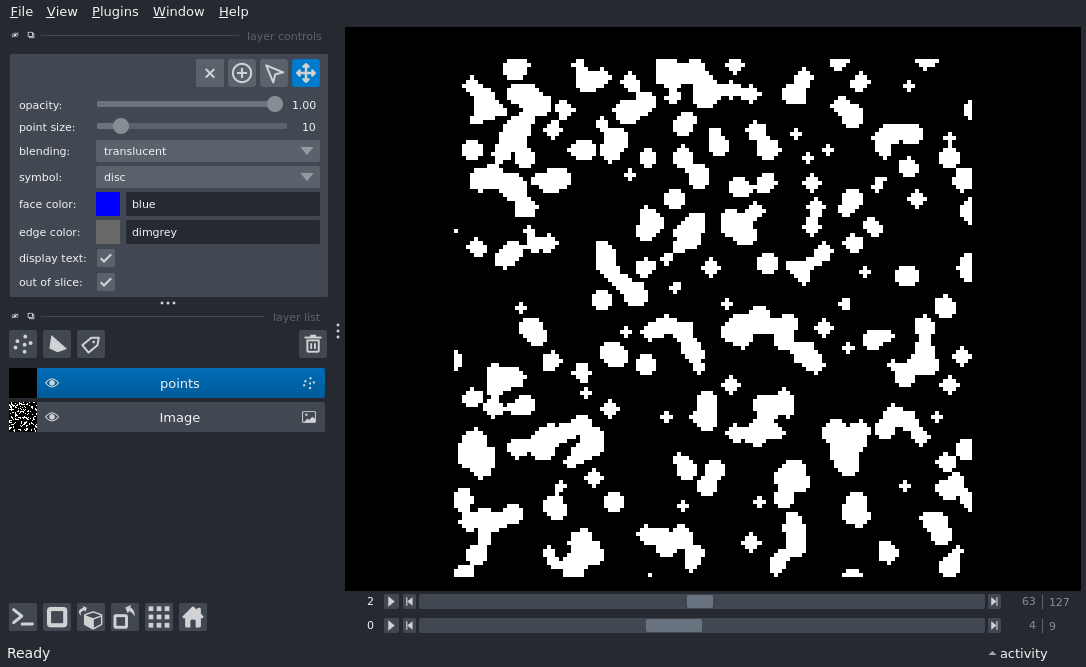 File View Plugins Window Help
layer controls
opacity: 1.00
point size: 10
blending: translucent
symbol: disc
face color: blue
edge color: dimgrey
display text:
out of slice:
layer list
points
Image
2 63 127
0 4 9
Ready activity